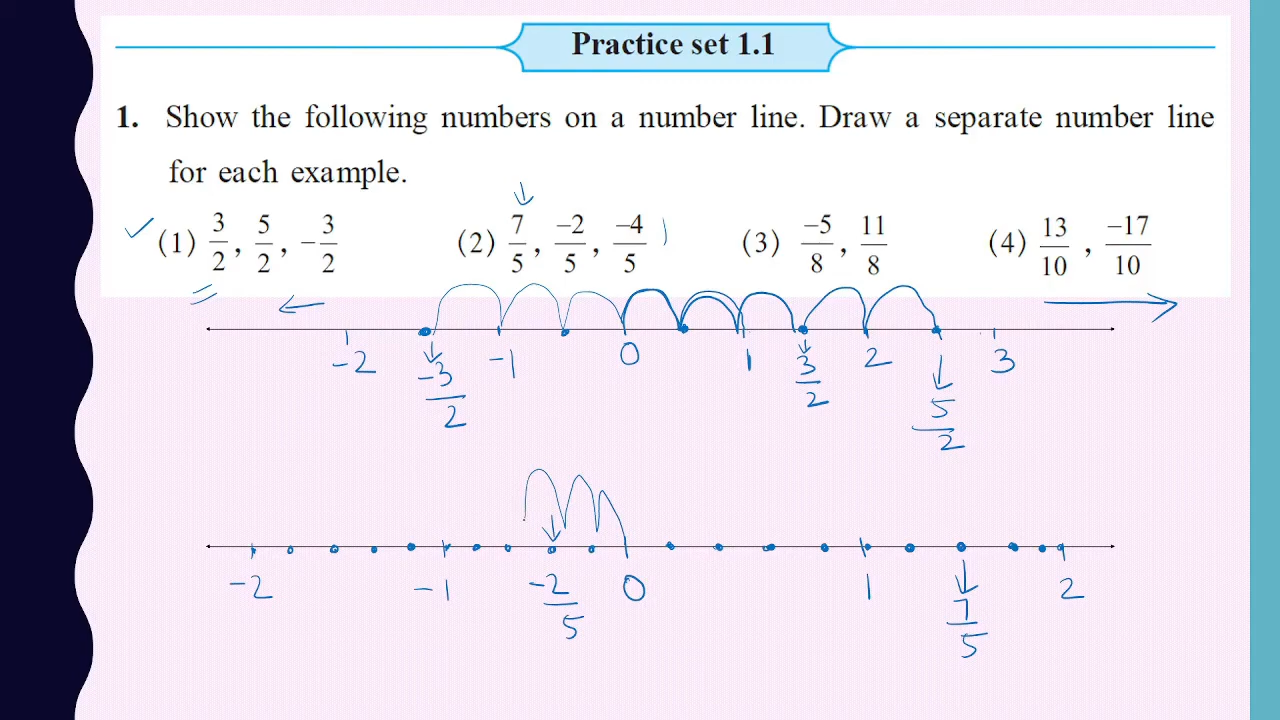 Practice set 1.1
1. Show the following numbers on a number line. Draw a separate number line
for each example.
(1) 3/2, 5/2, -3/2 (2) 7/5, -2/5, -4/5 (3) -5/8, 11/8 (4) 13/10, -17/10
-2 -3/2 -1 0 1 3/2 2 5/2 3
-2 -1 -2/5 0 1 7/5 2